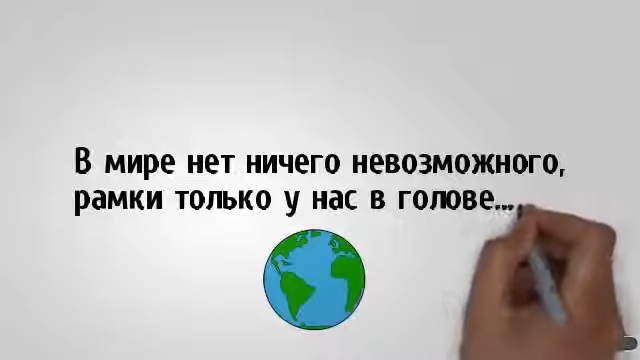 В мире нет ничего невозможного,
рамки только у нас в голове....